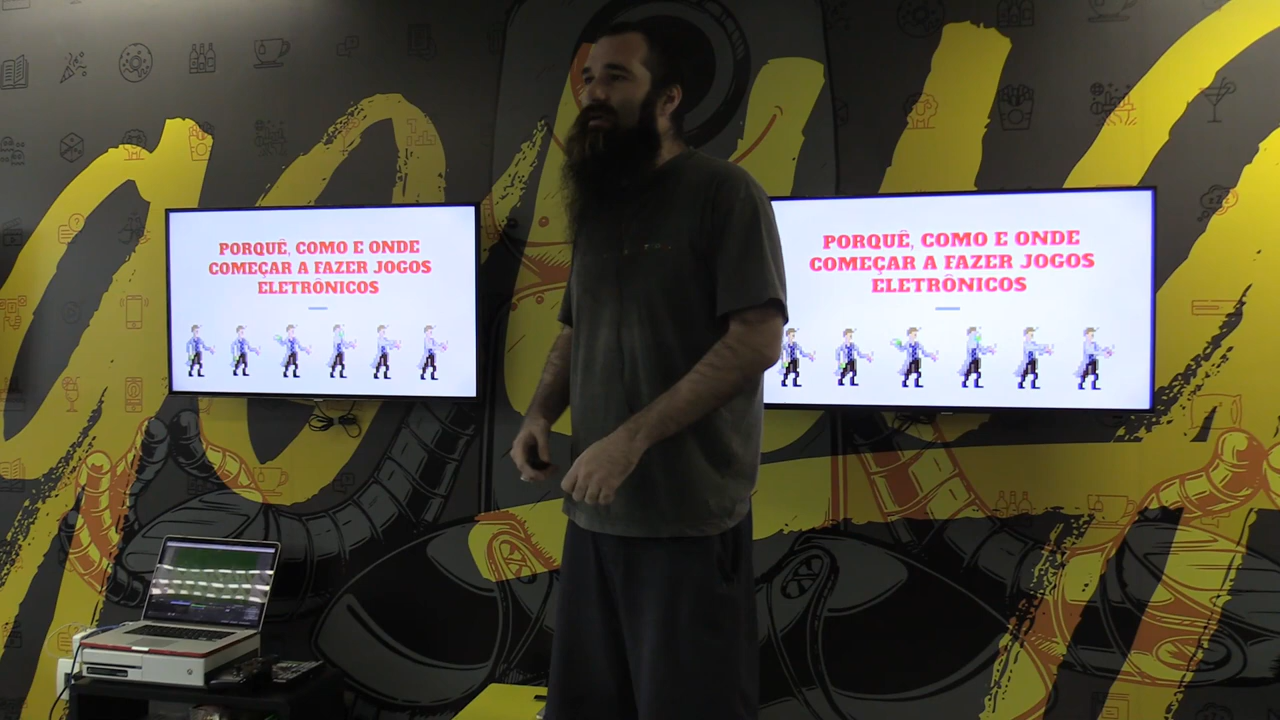 PORQUÊ, COMO E ONDE
COMEÇAR A FAZER JOGOS
ELETRÔNICOS
PORQUÊ, COMO E ONDE
COMEÇAR A FAZER JOGOS
ELETRÔNICOS